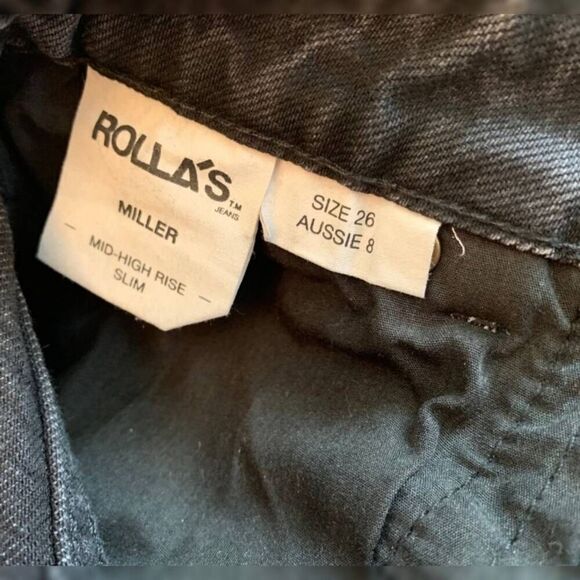 ROLLA'S TM
JEANS
MILLER
MID-HIGH RISE
SLIM
SIZE 26
AUSSIE 8